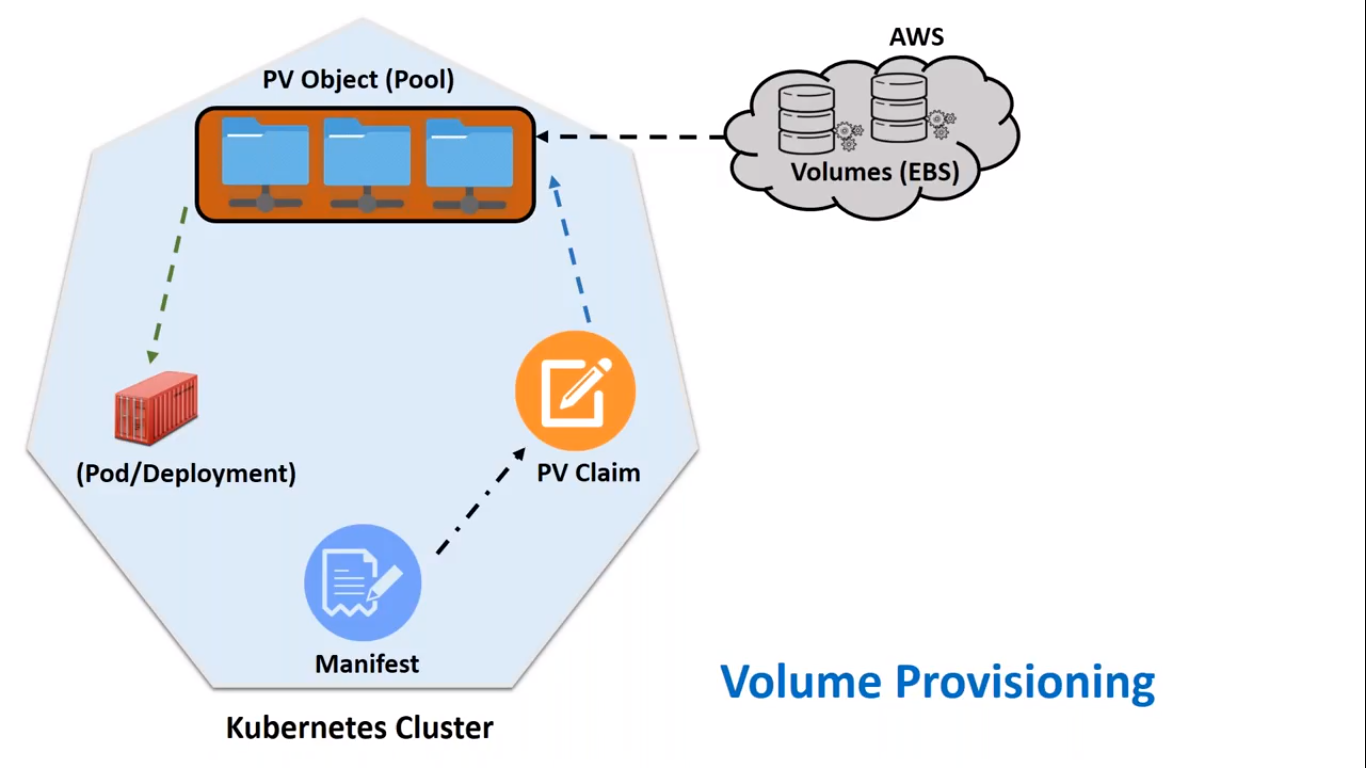 AWS
PV Object (Pool)
Volumes (EBS)
(Pod/Deployment)
PV Claim
Manifest
Volume Provisioning
Kubernetes Cluster